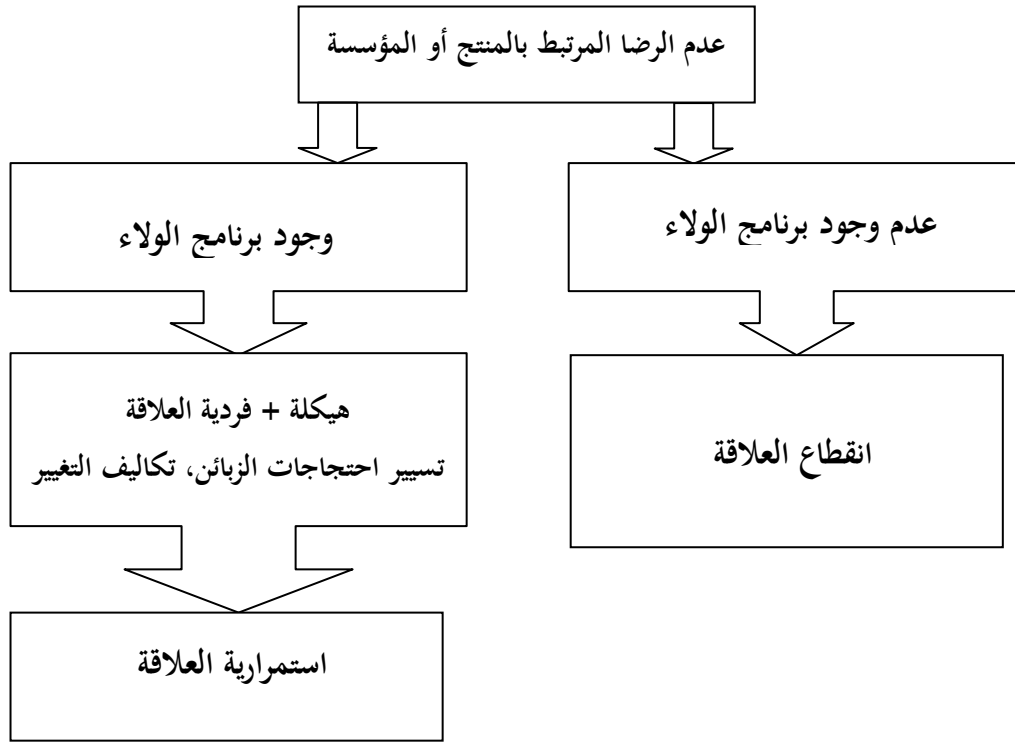 عدم الرضا المرتبط بالمنتج أو المؤسسة
عدم وجود برنامج الولاء
وجود برنامج الولاء
انقطاع العلاقة
هيكلة + فردية العلاقة
تسيير احتجاجات الزبائن، تكاليف التغيير
استمرارية العلاقة